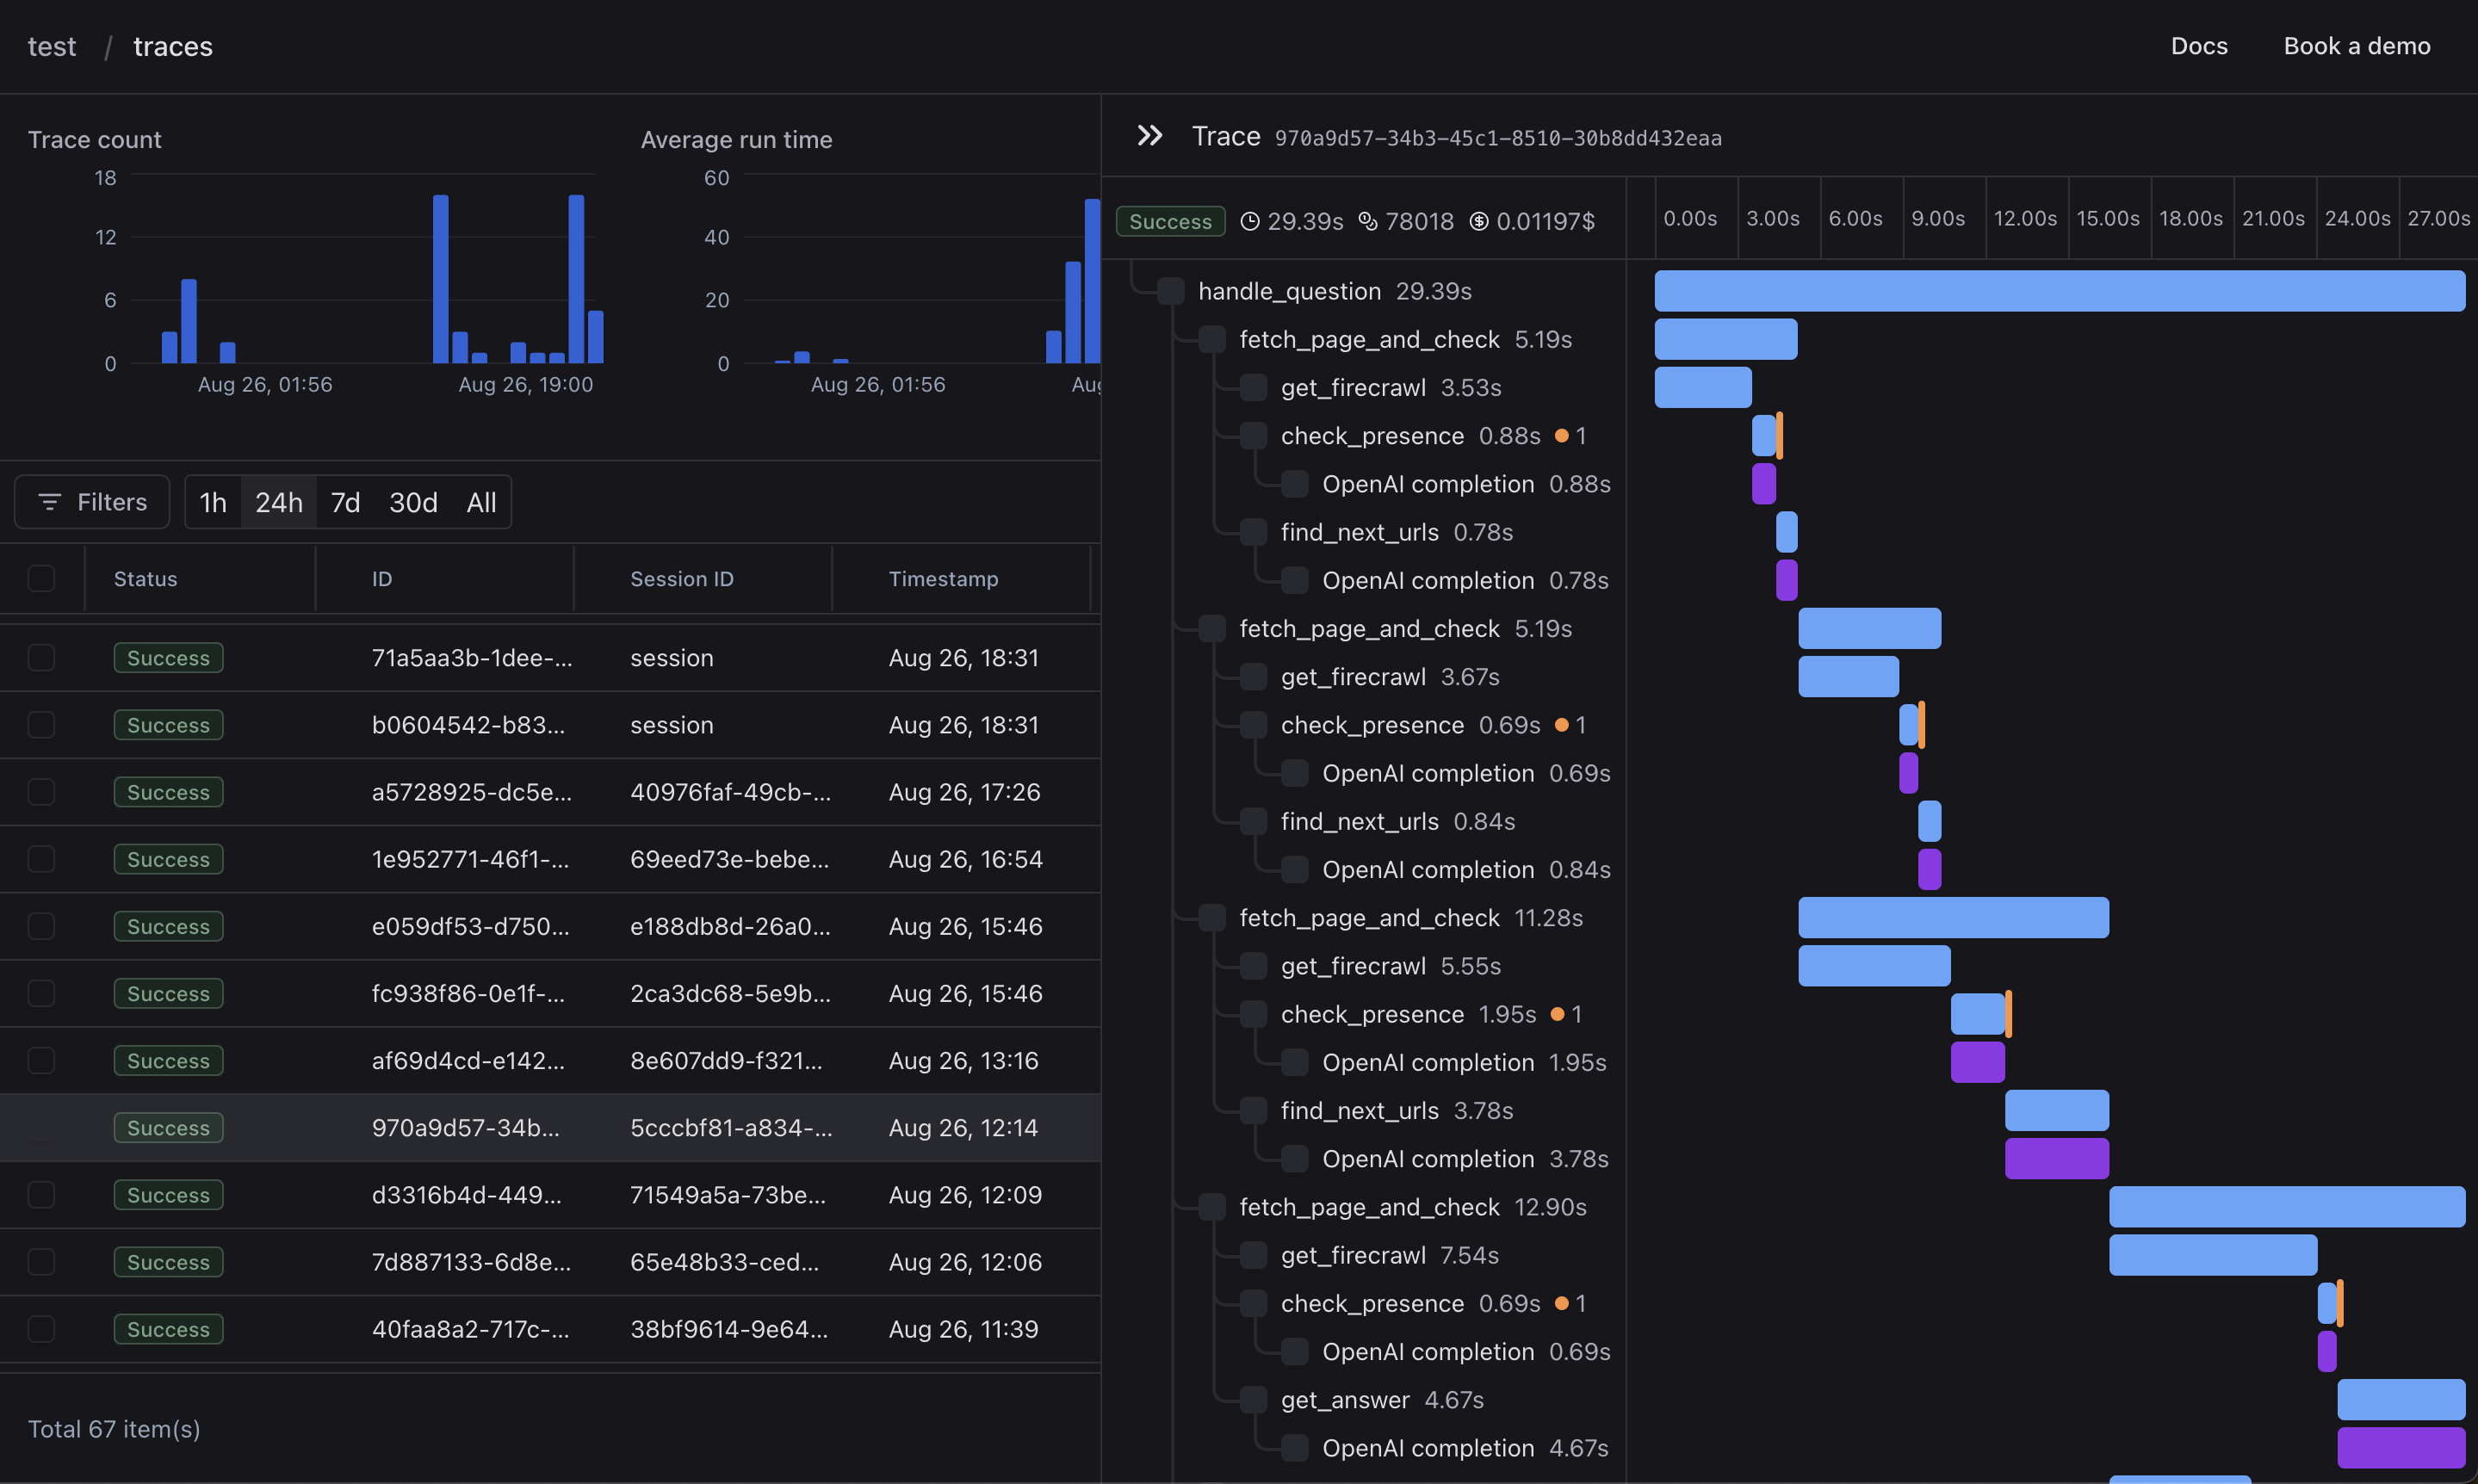 test / traces
Docs
Book a demo
Trace count
18
12
6
0
Aug 26, 01:56
Aug 26, 19:00
Average run time
60
40
20
0
Aug 26, 01:56
Filters
1h 24h 7d 30d All
Status ID Session ID Timestamp
Success 71a5aa3b-1dee-... session Aug 26, 18:31
Success b0604542-b83... session Aug 26, 18:31
Success a5728925-dc5e... 40976faf-49cb-... Aug 26, 17:26
Success 1e952771-46f1-... 69eed73e-bebe... Aug 26, 16:54
Success e059df53-d750... e188db8d-26a0... Aug 26, 15:46
Success fc938f86-0e1f-... 2ca3dc68-5e9b... Aug 26, 15:46
Success af69d4cd-e142... 8e607dd9-f321... Aug 26, 13:16
Success 970a9d57-34b... 5cccbf81-a834-... Aug 26, 12:14
Success d3316b4d-449... 71549a5a-73be... Aug 26, 12:09
Success 7d887133-6d8e... 65e48b33-ced... Aug 26, 12:06
Success 40faa8a2-717c-... 38bf9614-9e64... Aug 26, 11:39
Total 67 item(s)
Trace 970a9d57-34b3-45c1-8510-30b8dd432eaa
Success 29.39s 78018 0.01197$
0.00s 3.00s 6.00s 9.00s 12.00s 15.00s 18.00s 21.00s 24.00s 27.00s
handle_question 29.39s
fetch_page_and_check 5.19s
get_firecrawl 3.53s
check_presence 0.88s 1
OpenAI completion 0.88s
find_next_urls 0.78s
OpenAI completion 0.78s
fetch_page_and_check 5.19s
get_firecrawl 3.67s
check_presence 0.69s 1
OpenAI completion 0.69s
find_next_urls 0.84s
OpenAI completion 0.84s
fetch_page_and_check 11.28s
get_firecrawl 5.55s
check_presence 1.95s 1
OpenAI completion 1.95s
find_next_urls 3.78s
OpenAI completion 3.78s
fetch_page_and_check 12.90s
get_firecrawl 7.54s
check_presence 0.69s 1
OpenAI completion 0.69s
get_answer 4.67s
OpenAI completion 4.67s